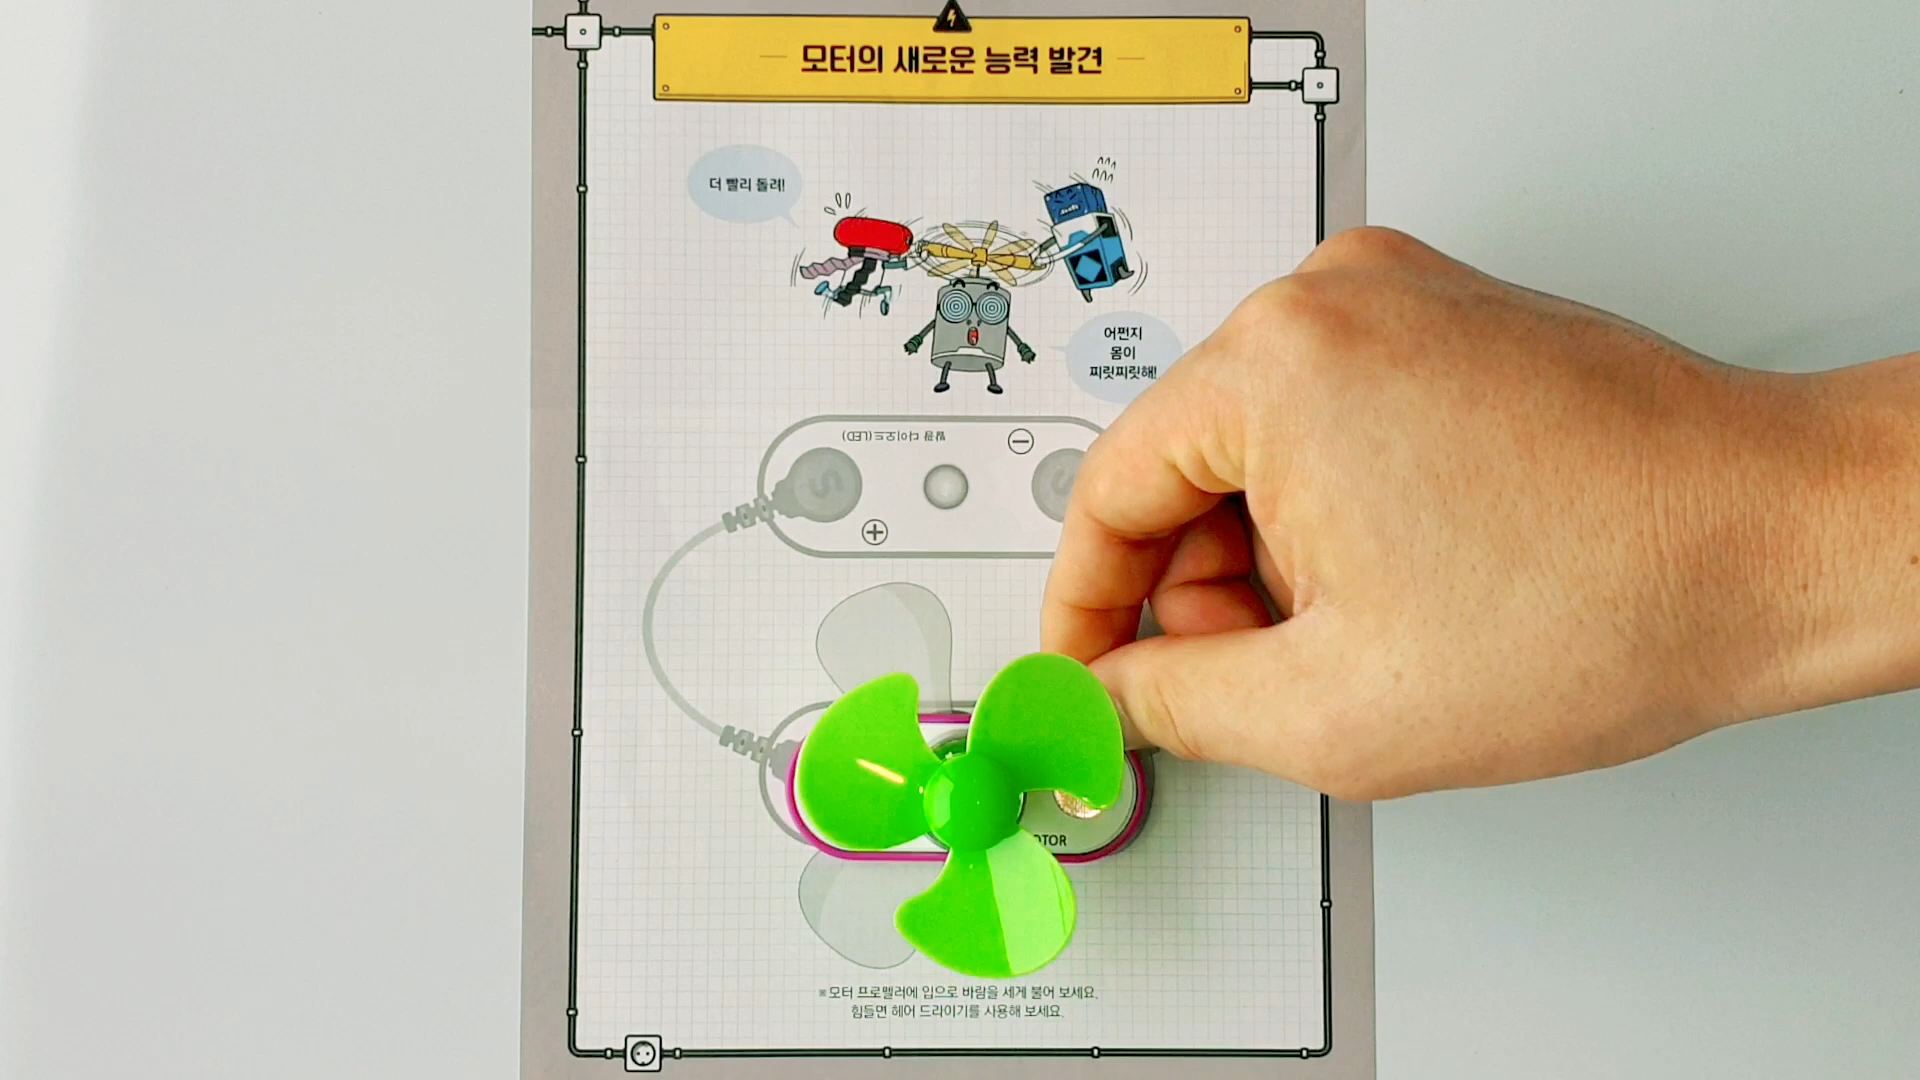 모터의 새로운 능력 발견
더 빨리 돌려!
어쩐지
몸이
찌릿찌릿해!
발광 다이오드(LED)
※모터 프로펠러에 입으로 바람을 세게 불어 보세요.
힘들면 헤어 드라이기를 사용해 보세요.